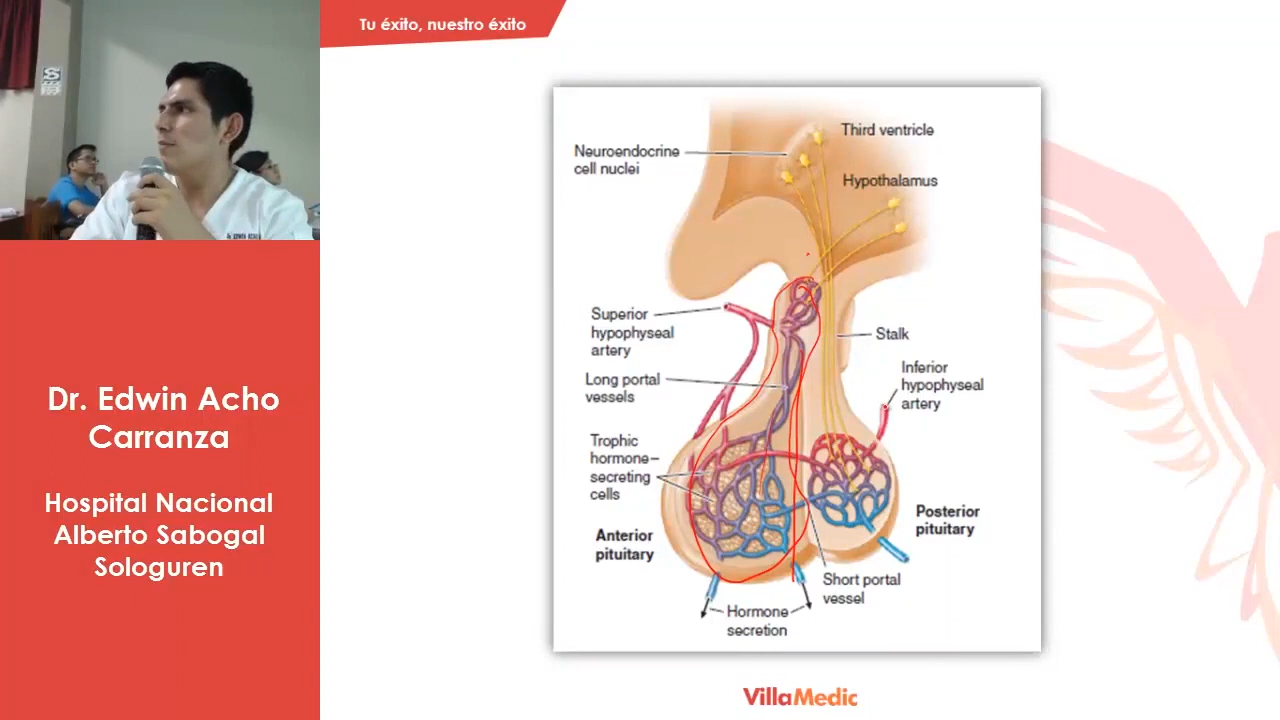 Tu éxito, nuestro éxito
Dr. Edwin Acho
Carranza
Hospital Nacional
Alberto Sabogal
Sologuren
Third ventricle
Neuroendocrine
cell nuclei
Hypothalamus
Superior
hypophyseal
artery
Stalk
Inferior
hypophyseal
artery
Long portal
vessels
Trophic
hormone–
secreting
cells
Anterior
pituitary
Posterior
pituitary
Short portal
vessel
Hormone
secretion
VillaMedic